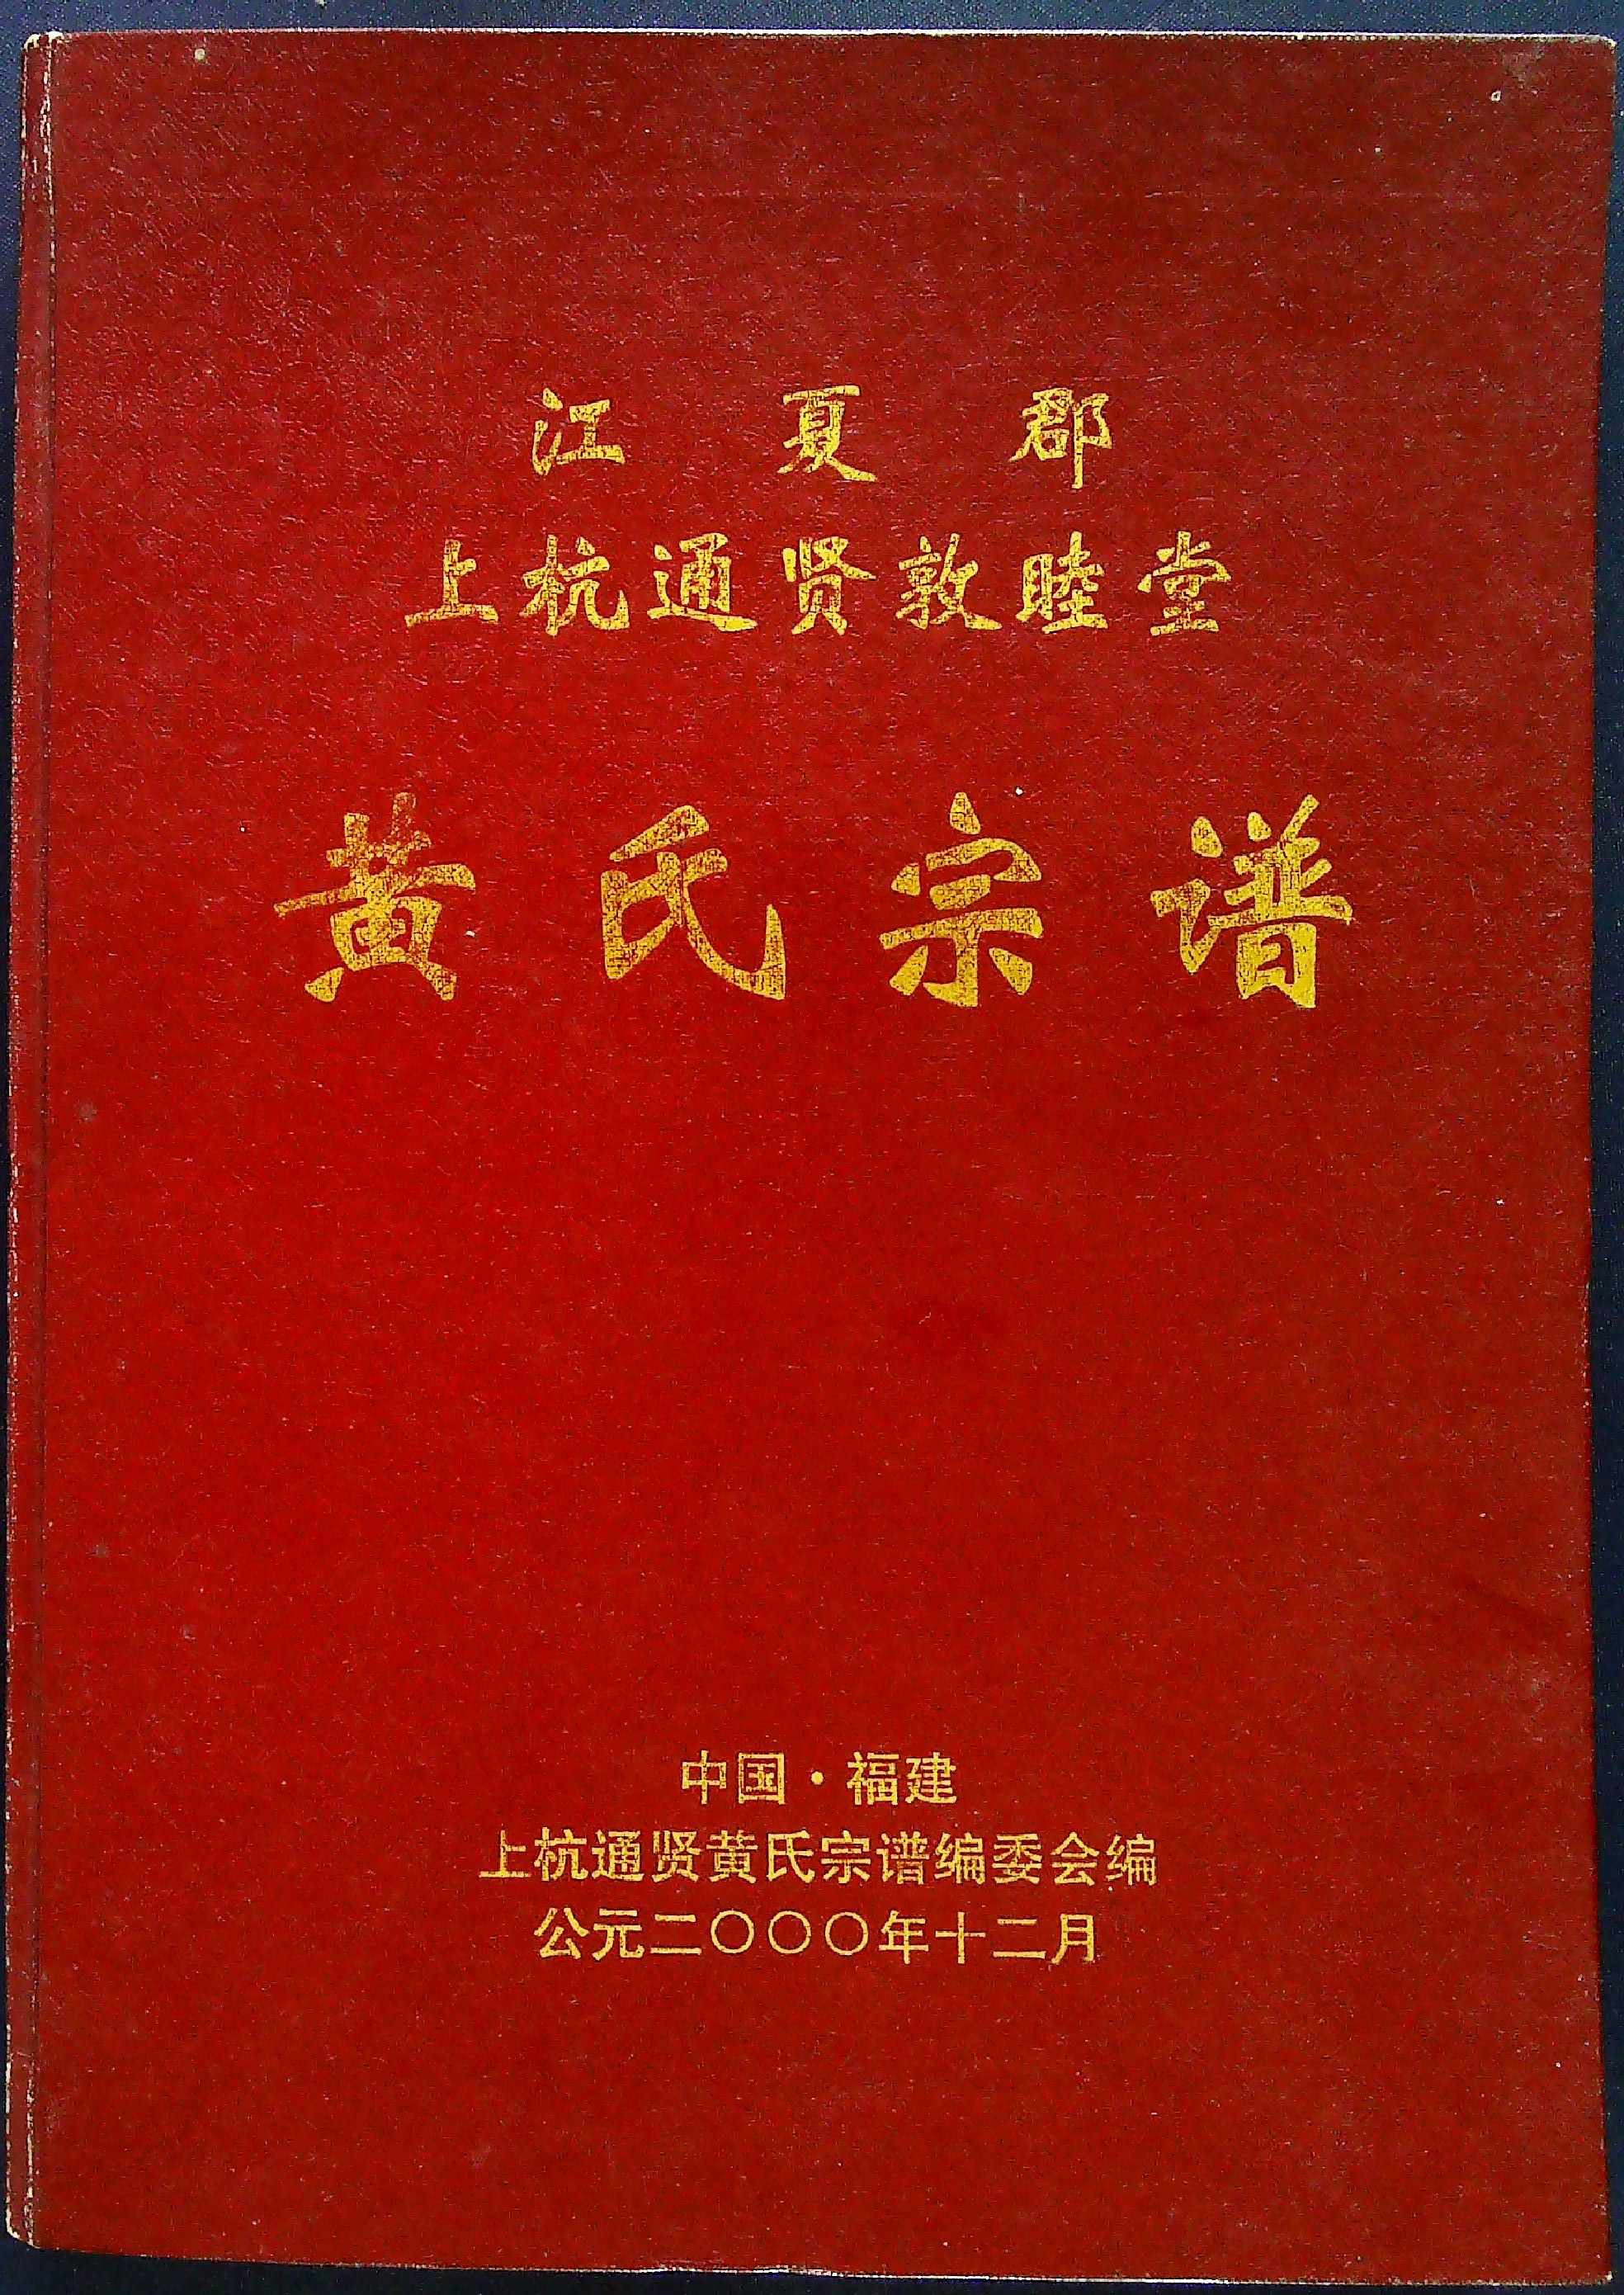 江夏郡
上杭通贤敦睦堂
黄氏宗谱
中国·福建
上杭通贤黄氏宗谱编委会编
公元二〇〇〇年十二月